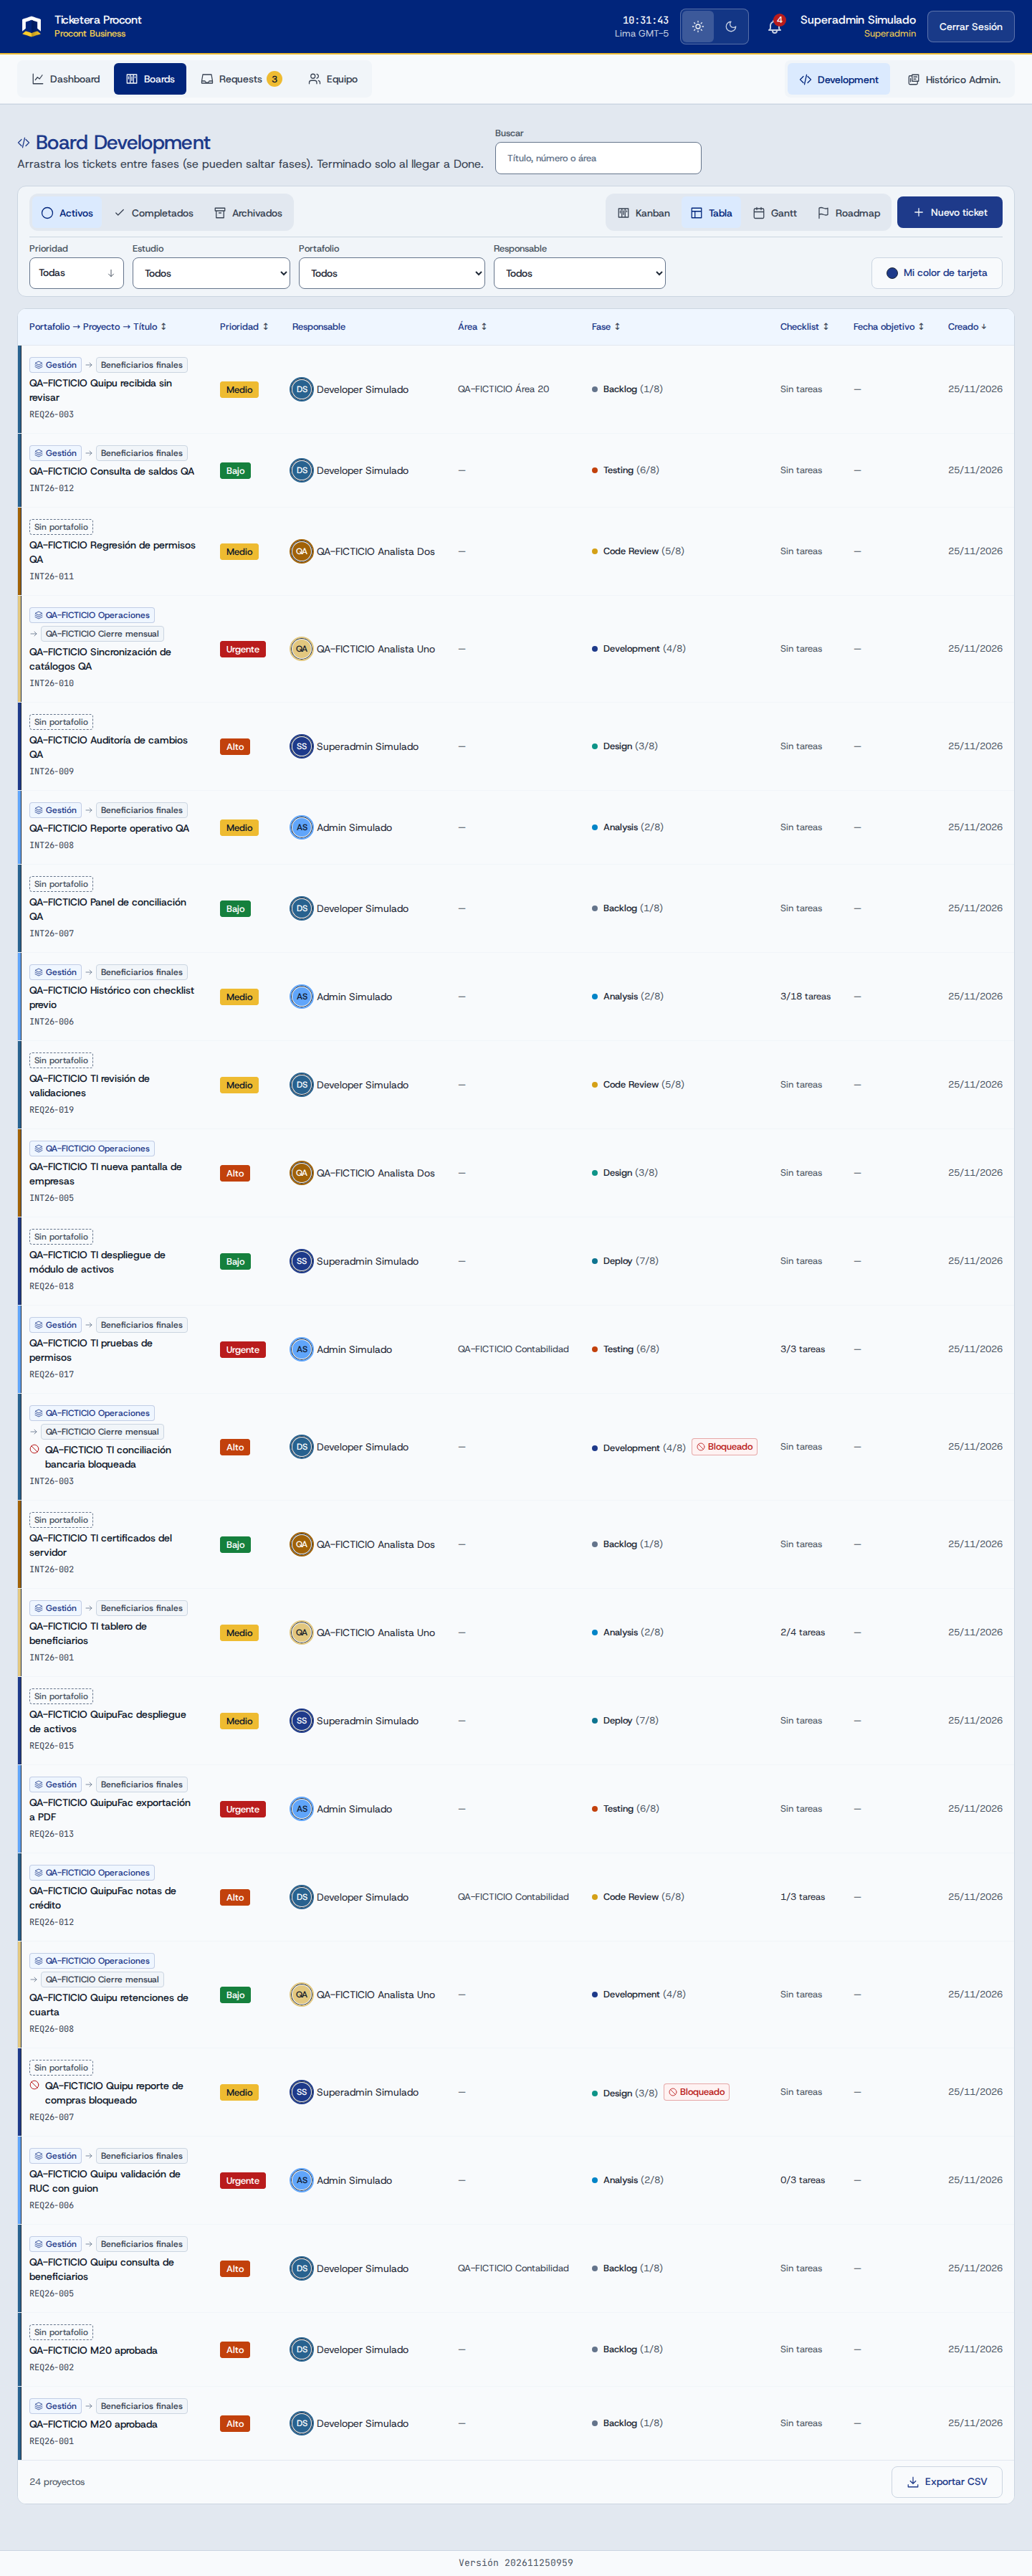 Ticketera Procont
Procont Business
10:31:43
Lima GMT-5
4
Superadmin Simulado
Superadmin
Cerrar Sesión
Dashboard
Boards
Requests 3
Equipo
Development
Histórico Admin.
Board Development
Arrastra los tickets entre fases (se pueden saltar fases). Terminado solo al llegar a Done.
Buscar
Título, número o área
Activos
Completados
Archivados
Kanban
Tabla
Gantt
Roadmap
Nuevo ticket
Prioridad
Estudio
Portafolio
Responsable
Todas ↓
Todos
Todos
Todos
Mi color de tarjeta
Portafolio → Proyecto → Título ↕ Prioridad ↕ Responsable Área ↕ Fase ↕ Checklist ↕ Fecha objetivo ↕ Creado ↓
Gestión → Beneficiarios finales
QA-FICTICIO Quipu recibida sin
revisar
REQ26-003
Medio DS Developer Simulado QA-FICTICIO Área 20 Backlog (1/8) Sin tareas — 25/11/2026
Gestión → Beneficiarios finales
QA-FICTICIO Consulta de saldos QA
INT26-012
Bajo DS Developer Simulado — Testing (6/8) Sin tareas — 25/11/2026
Sin portafolio
QA-FICTICIO Regresión de permisos
QA
INT26-011
Medio QA QA-FICTICIO Analista Dos — Code Review (5/8) Sin tareas — 25/11/2026
QA-FICTICIO Operaciones
→ QA-FICTICIO Cierre mensual
QA-FICTICIO Sincronización de
catálogos QA
INT26-010
Urgente QA QA-FICTICIO Analista Uno — Development (4/8) Sin tareas — 25/11/2026
Sin portafolio
QA-FICTICIO Auditoría de cambios
QA
INT26-009
Alto SS Superadmin Simulado — Design (3/8) Sin tareas — 25/11/2026
Gestión → Beneficiarios finales
QA-FICTICIO Reporte operativo QA
INT26-008
Medio AS Admin Simulado — Analysis (2/8) Sin tareas — 25/11/2026
Sin portafolio
QA-FICTICIO Panel de conciliación
QA
INT26-007
Bajo DS Developer Simulado — Backlog (1/8) Sin tareas — 25/11/2026
Gestión → Beneficiarios finales
QA-FICTICIO Histórico con checklist
previo
INT26-006
Medio AS Admin Simulado — Analysis (2/8) 3/18 tareas — 25/11/2026
Sin portafolio
QA-FICTICIO TI revisión de
validaciones
REQ26-019
Medio DS Developer Simulado — Code Review (5/8) Sin tareas — 25/11/2026
QA-FICTICIO Operaciones
QA-FICTICIO TI nueva pantalla de
empresas
INT26-005
Alto QA QA-FICTICIO Analista Dos — Design (3/8) Sin tareas — 25/11/2026
Sin portafolio
QA-FICTICIO TI despliegue de
módulo de activos
REQ26-018
Bajo SS Superadmin Simulado — Deploy (7/8) Sin tareas — 25/11/2026
Gestión → Beneficiarios finales
QA-FICTICIO TI pruebas de
permisos
REQ26-017
Urgente AS Admin Simulado QA-FICTICIO Contabilidad Testing (6/8) 3/3 tareas — 25/11/2026
QA-FICTICIO Operaciones
→ QA-FICTICIO Cierre mensual
QA-FICTICIO TI conciliación
bancaria bloqueada
INT26-003
Alto DS Developer Simulado — Development (4/8) Bloqueado Sin tareas — 25/11/2026
Sin portafolio
QA-FICTICIO TI certificados del
servidor
INT26-002
Bajo QA QA-FICTICIO Analista Dos — Backlog (1/8) Sin tareas — 25/11/2026
Gestión → Beneficiarios finales
QA-FICTICIO TI tablero de
beneficiarios
INT26-001
Medio QA QA-FICTICIO Analista Uno — Analysis (2/8) 2/4 tareas — 25/11/2026
Sin portafolio
QA-FICTICIO QuipuFac despliegue
de activos
REQ26-015
Medio SS Superadmin Simulado — Deploy (7/8) Sin tareas — 25/11/2026
Gestión → Beneficiarios finales
QA-FICTICIO QuipuFac exportación
a PDF
REQ26-013
Urgente AS Admin Simulado — Testing (6/8) Sin tareas — 25/11/2026
QA-FICTICIO Operaciones
QA-FICTICIO QuipuFac notas de
crédito
REQ26-012
Alto DS Developer Simulado QA-FICTICIO Contabilidad Code Review (5/8) 1/3 tareas — 25/11/2026
QA-FICTICIO Operaciones
→ QA-FICTICIO Cierre mensual
QA-FICTICIO Quipu retenciones de
cuarta
REQ26-008
Bajo QA QA-FICTICIO Analista Uno — Development (4/8) Sin tareas — 25/11/2026
Sin portafolio
QA-FICTICIO Quipu reporte de
compras bloqueado
REQ26-007
Medio SS Superadmin Simulado — Design (3/8) Bloqueado Sin tareas — 25/11/2026
Gestión → Beneficiarios finales
QA-FICTICIO Quipu validación de
RUC con guion
REQ26-006
Urgente AS Admin Simulado — Analysis (2/8) 0/3 tareas — 25/11/2026
Gestión → Beneficiarios finales
QA-FICTICIO Quipu consulta de
beneficiarios
REQ26-005
Alto DS Developer Simulado QA-FICTICIO Contabilidad Backlog (1/8) Sin tareas — 25/11/2026
Sin portafolio
QA-FICTICIO M20 aprobada
REQ26-002
Alto DS Developer Simulado — Backlog (1/8) Sin tareas — 25/11/2026
Gestión → Beneficiarios finales
QA-FICTICIO M20 aprobada
REQ26-001
Alto DS Developer Simulado — Backlog (1/8) Sin tareas — 25/11/2026
24 proyectos
Exportar CSV
Versión 202611250959